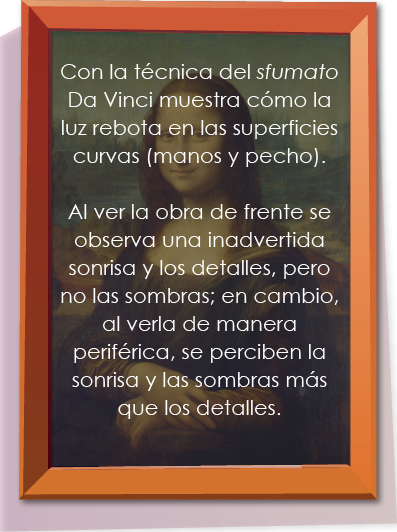 Con la técnica del sfumato
Da Vinci muestra cómo la
luz rebota en las superficies
curvas (manos y pecho).
Al ver la obra de frente se
observa una inadvertida
sonrisa y los detalles, pero
no las sombras; en cambio,
al verla de manera
periférica, se perciben la
sonrisa y las sombras más
que los detalles.